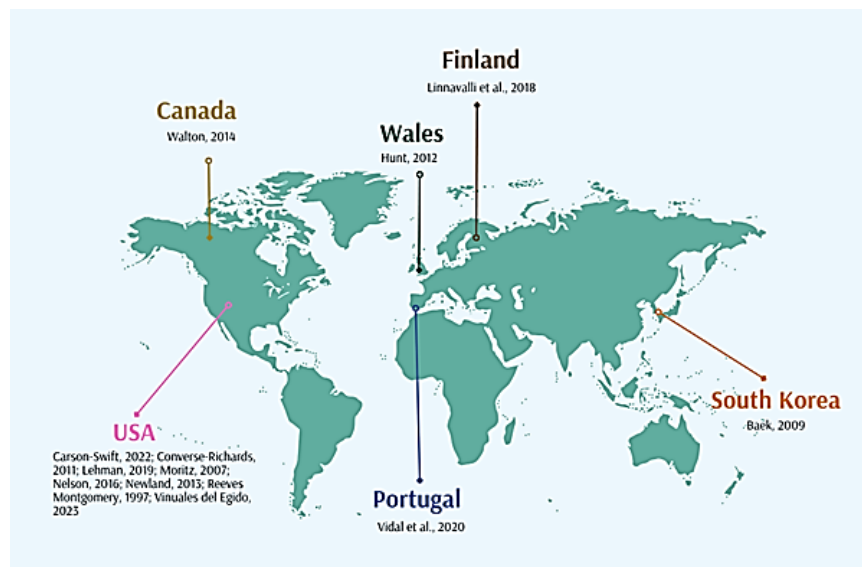 Finland
Linnavalli et al., 2018
Canada
Walton, 2014
Wales
Hunt, 2012
South Korea
Baek, 2009
USA
Carson-Swift, 2022; Converse-Richards,
2011; Lehman, 2019; Moritz, 2007;
Nelson, 2016; Newland, 2013; Reeves
Montgomery, 1997; Vinuales del Egido,
2023
Portugal
Vidal et al., 2020